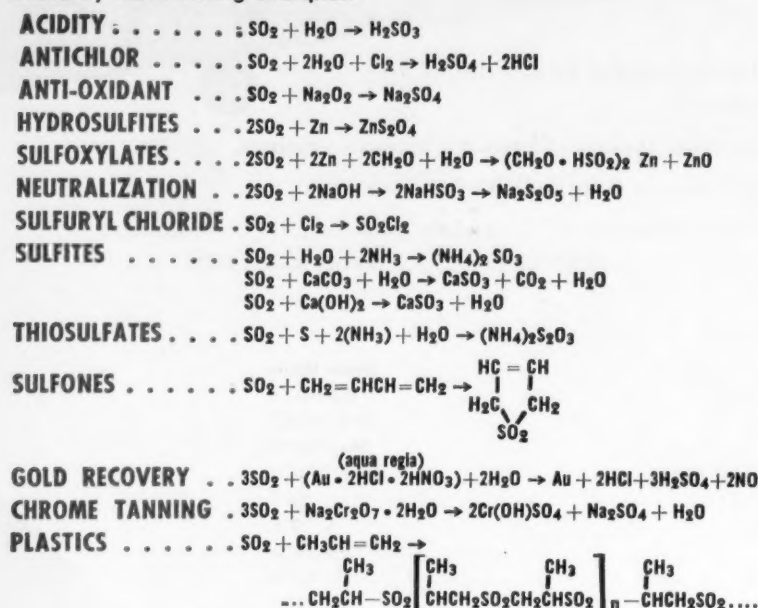 ACIDITY . . . . . . . SO₂ + H₂O → H₂SO₃
ANTICHLOR . . . . . SO₂ + 2H₂O + Cl₂ → H₂SO₄ + 2HCl
ANTI-OXIDANT . . . SO₂ + Na₂O₂ → Na₂SO₄
HYDROSULFITES . . . 2SO₂ + Zn → ZnS₂O₄
SULFOXYLATES . . . . 2SO₂ + 2Zn + 2CH₂O + H₂O → (CH₂O • HSO₂)₂ Zn + ZnO
NEUTRALIZATION . . 2SO₂ + 2NaOH → 2NaHSO₃ → Na₂S₂O₅ + H₂O
SULFURYL CHLORIDE . SO₂ + Cl₂ → SO₂Cl₂
SULFITES . . . . . . SO₂ + H₂O + 2NH₃ → (NH₄)₂ SO₃
SO₂ + CaCO₃ + H₂O → CaSO₃ + CO₂ + H₂O
SO₂ + Ca(OH)₂ → CaSO₃ + H₂O
THIOSULFATES . . . . SO₂ + S + 2(NH₃) + H₂O → (NH₄)₂S₂O₃
HC = CH
SULFONES . . . . . . SO₂ + CH₂=CHCH=CH₂ →
H₂C CH₂
SO₂
(aqua regia)
GOLD RECOVERY . . 3SO₂ + (Au • 2HCl • 2HNO₃) + 2H₂O → Au + 2HCl + 3H₂SO₄ + 2NO
CHROME TANNING . 3SO₂ + Na₂Cr₂O₇ • 2H₂O → 2Cr(OH)SO₄ + Na₂SO₄ + H₂O
PLASTICS . . . . . . SO₂ + CH₃CH=CH₂ →
CH₃ CH₃ CH₃ CH₃
... CH₂CH—SO₂ [CHCH₂SO₂CH₂CHSO₂]n—CHCH₂SO₂....